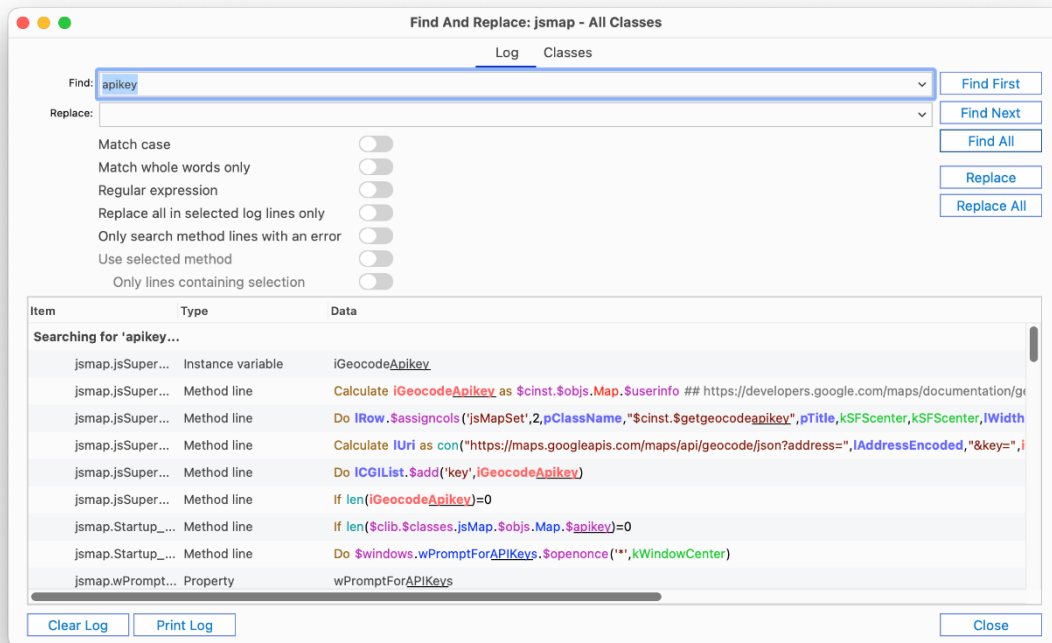 Find And Replace: jsmap - All Classes
Log Classes
Find: apikey Find First
Replace: Find Next
Match case Find All
Match whole words only
Regular expression Replace
Replace all in selected log lines only Replace All
Only search method lines with an error
Use selected method
Only lines containing selection
Item Type Data
Searching for 'apikey...
jsmap.jsSuper... Instance variable iGeocodeApikey
jsmap.jsSuper... Method line Calculate iGeocodeApikey as $cinst.$objs.Map.$userinfo ## https://developers.google.com/maps/documentation/ge
jsmap.jsSuper... Method line Do lRow.$assigncols('jsMapSet',2,pClassName,"$cinst.$getgeocodeapikey",pTitle,kSFScenter,kSFScenter,lWidth
jsmap.jsSuper... Method line Calculate lUri as con("https://maps.googleapis.com/maps/api/geocode/json?address=",lAddressEncoded,"&key=",i
jsmap.jsSuper... Method line Do lCGIList.$add('key',iGeocodeApikey)
jsmap.jsSuper... Method line If len(iGeocodeApikey)=0
jsmap.Startup_... Method line If len($clib.$classes.jsMap.$objs.Map.$apikey)=0
jsmap.Startup_... Method line Do $windows.wPromptForAPIKeys.$openonce('*',kWindowCenter)
jsmap.wPrompt... Property wPromptForAPIKeys
Clear Log Print Log Close